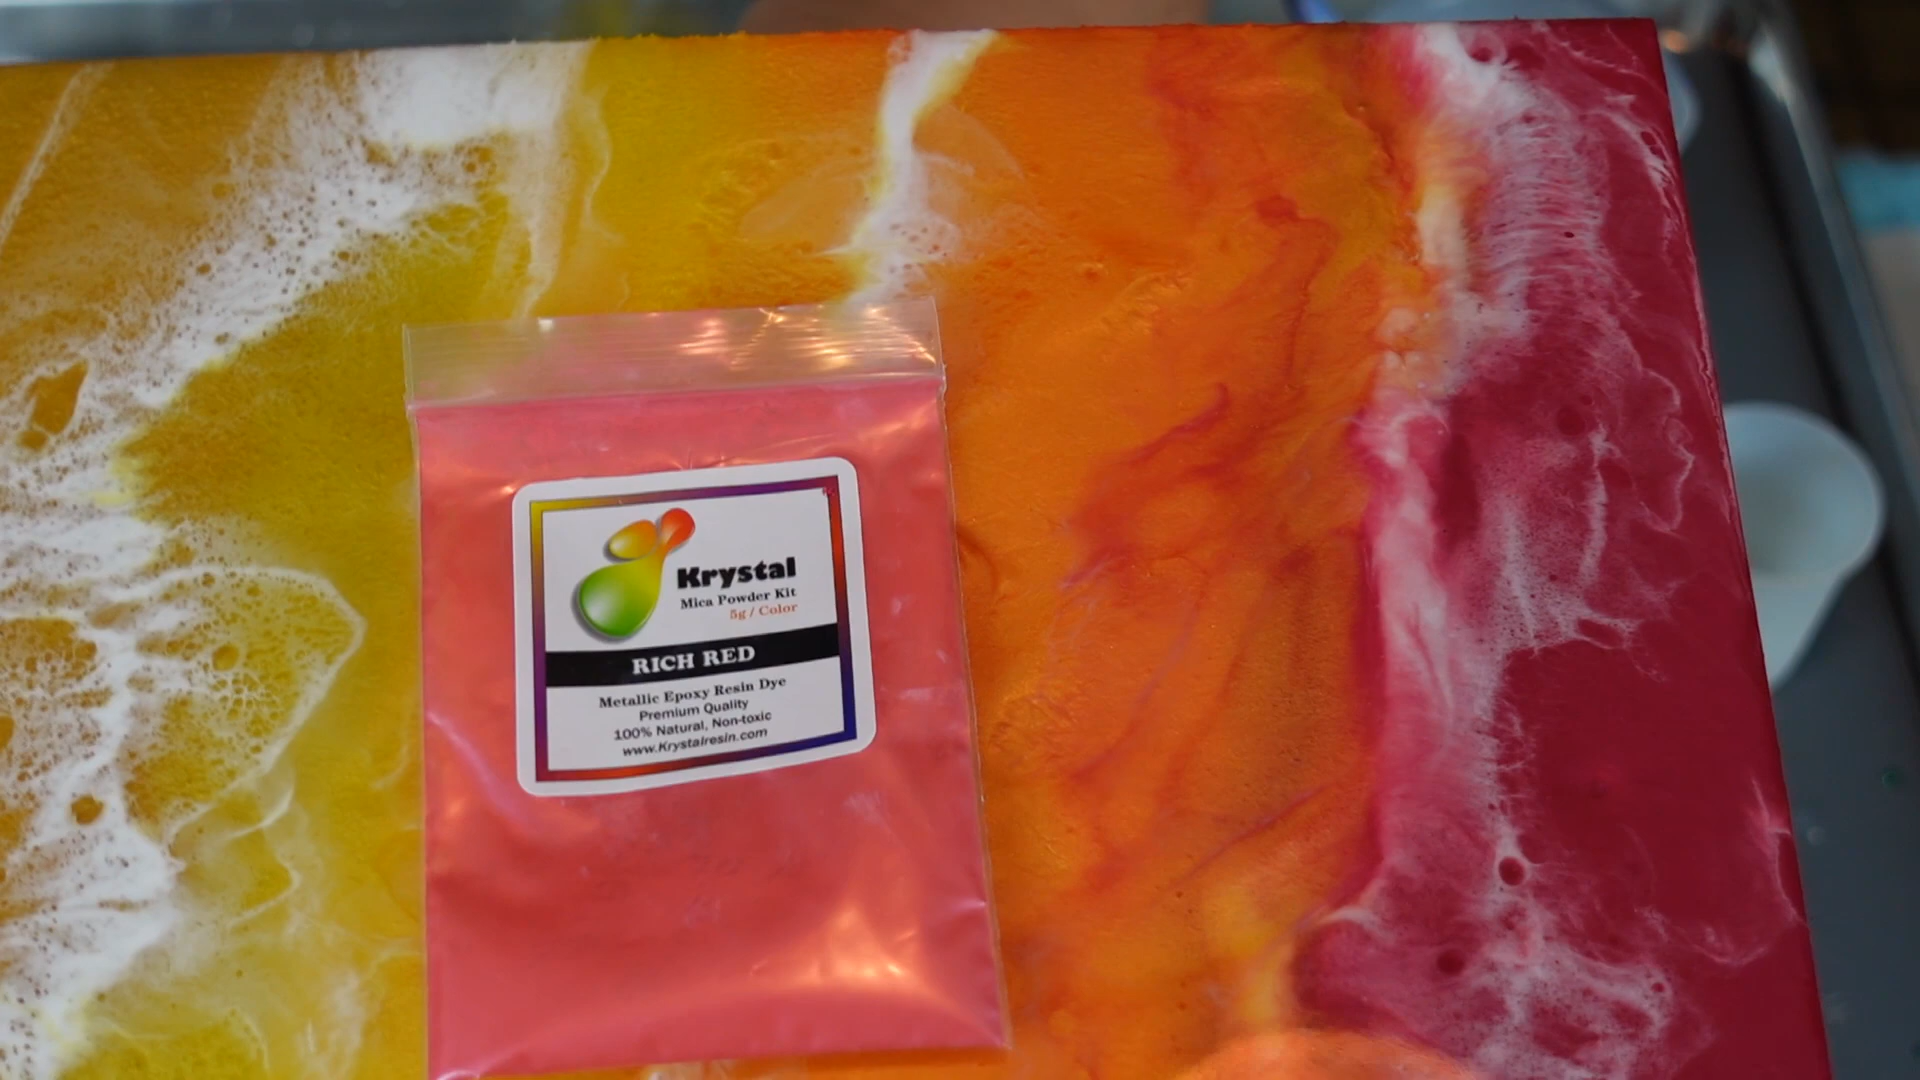 Krystal
Mica Powder Kit
5g / Color
RICH RED
Metallic Epoxy Resin Dye
Premium Quality
100% Natural, Non-toxic
www.Krystalresin.com